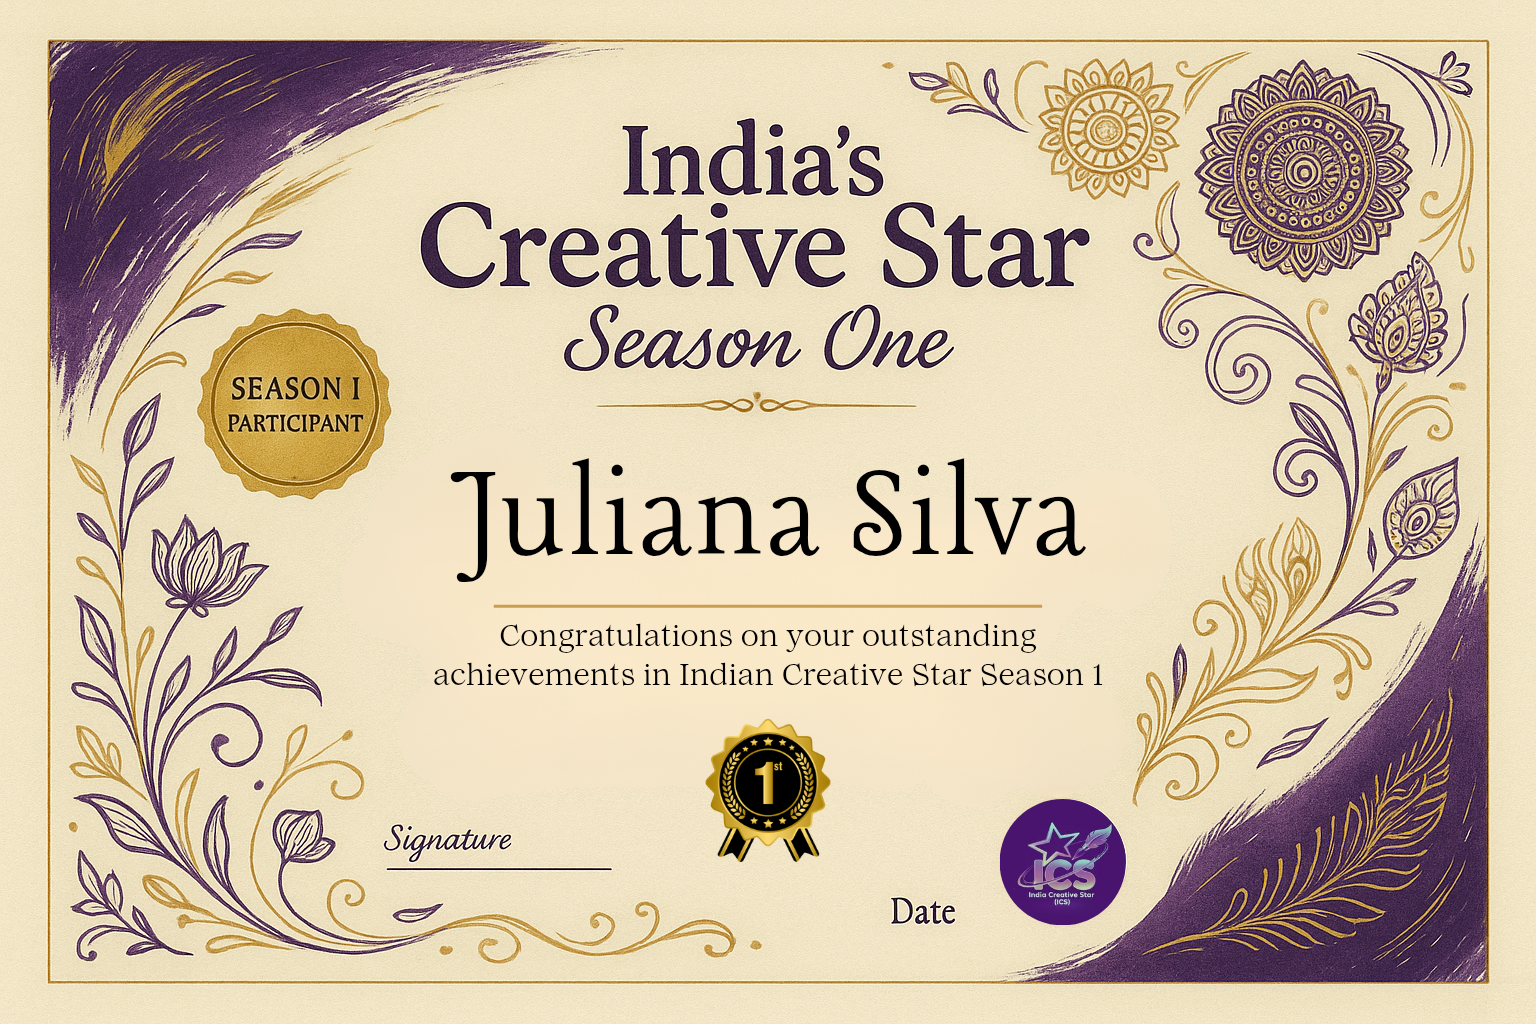 India's
Creative Star
Season One
SEASON I
PARTICIPANT
Juliana Silva
Congratulations on your outstanding
achievements in Indian Creative Star Season 1
1st
Signature
ICS
India Creative Star
(ICS)
Date